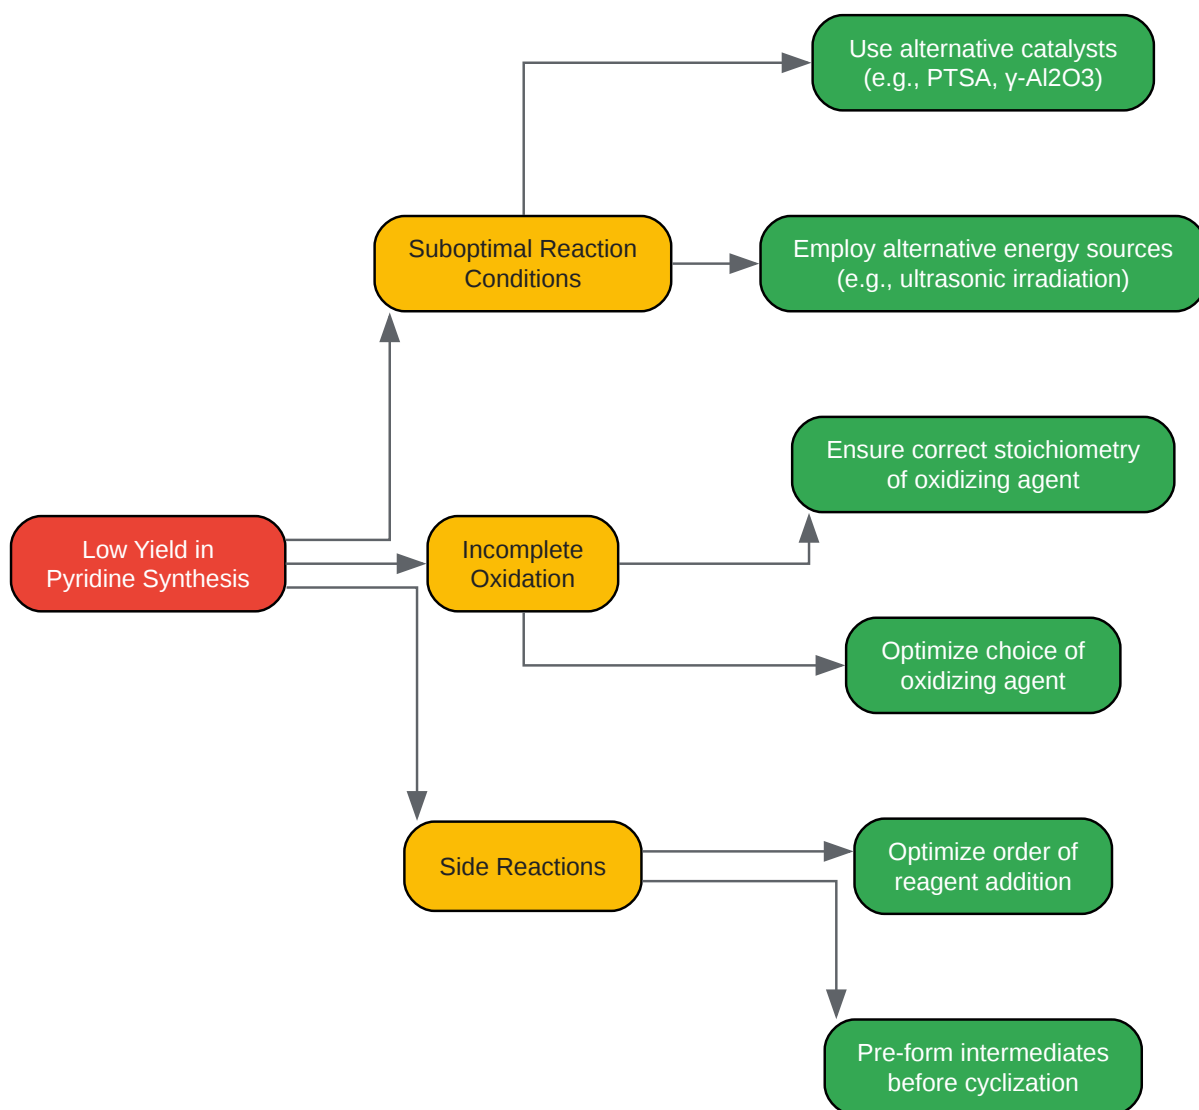 Use alternative catalysts
(e.g., PTSA, γ-Al2O3)
Suboptimal Reaction
Conditions
Employ alternative energy sources
(e.g., ultrasonic irradiation)
Ensure correct stoichiometry
of oxidizing agent
Low Yield in
Pyridine Synthesis
Incomplete
Oxidation
Optimize choice of
oxidizing agent
Side Reactions
Optimize order of
reagent addition
Pre-form intermediates
before cyclization